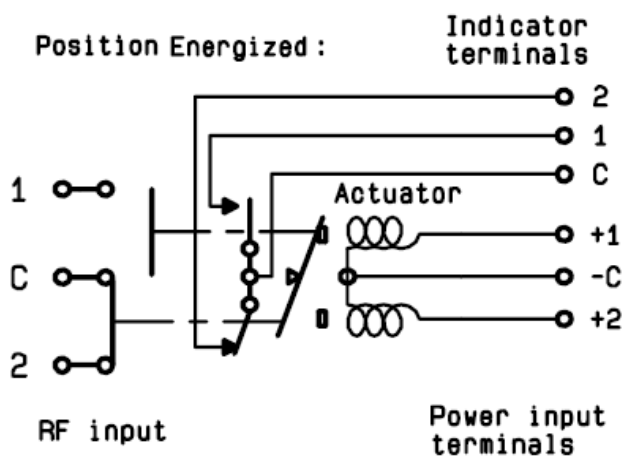 Position Energized :
Indicator
terminals
2
1
C
1
Actuator
+1
C
-C
+2
2
RF input
Power input
terminals